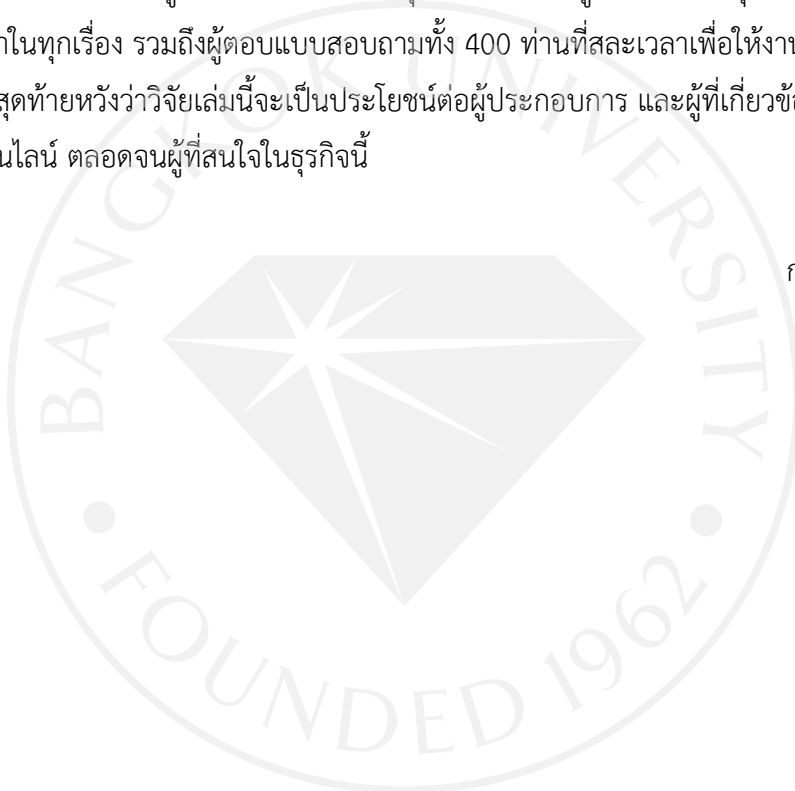 ในทุกเรื่อง รวมถึงผู้ตอบแบบสอบถามทั้ง 400 ท่านที่สละเวลาเพื่อให้งาน
สุดท้ายหวังว่าวิจัยเล่มนี้จะเป็นประโยชน์ต่อผู้ประกอบการ และผู้ที่เกี่ยวข้อ
นไลน์ ตลอดจนผู้ที่สนใจในธุรกิจนี้
ก
BANGKOK UNIVERSITY
FOUNDED 1962